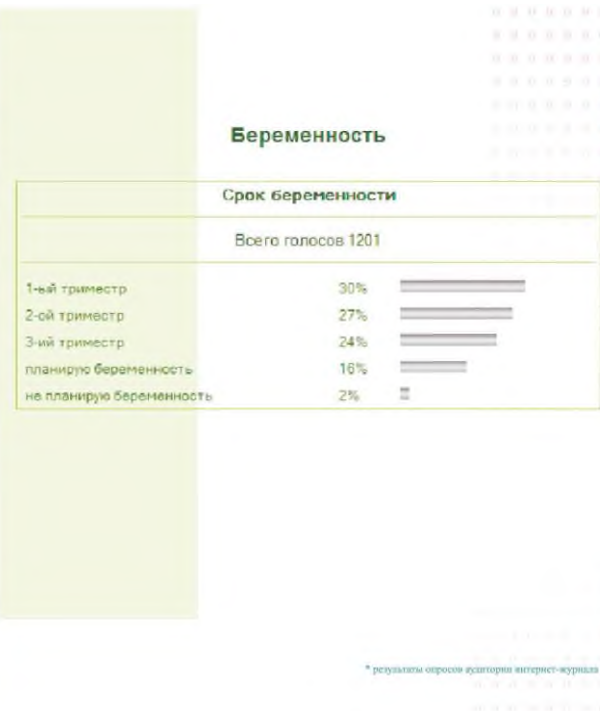 Беременность
Срок беременности
Всего голосов 1201
1-ый триместр 30%
2-ой триместр 27%
3-ий триместр 24%
планирую беременность 16%
не планирую беременность 2%
* результаты опросов аудитории интернет-журнала